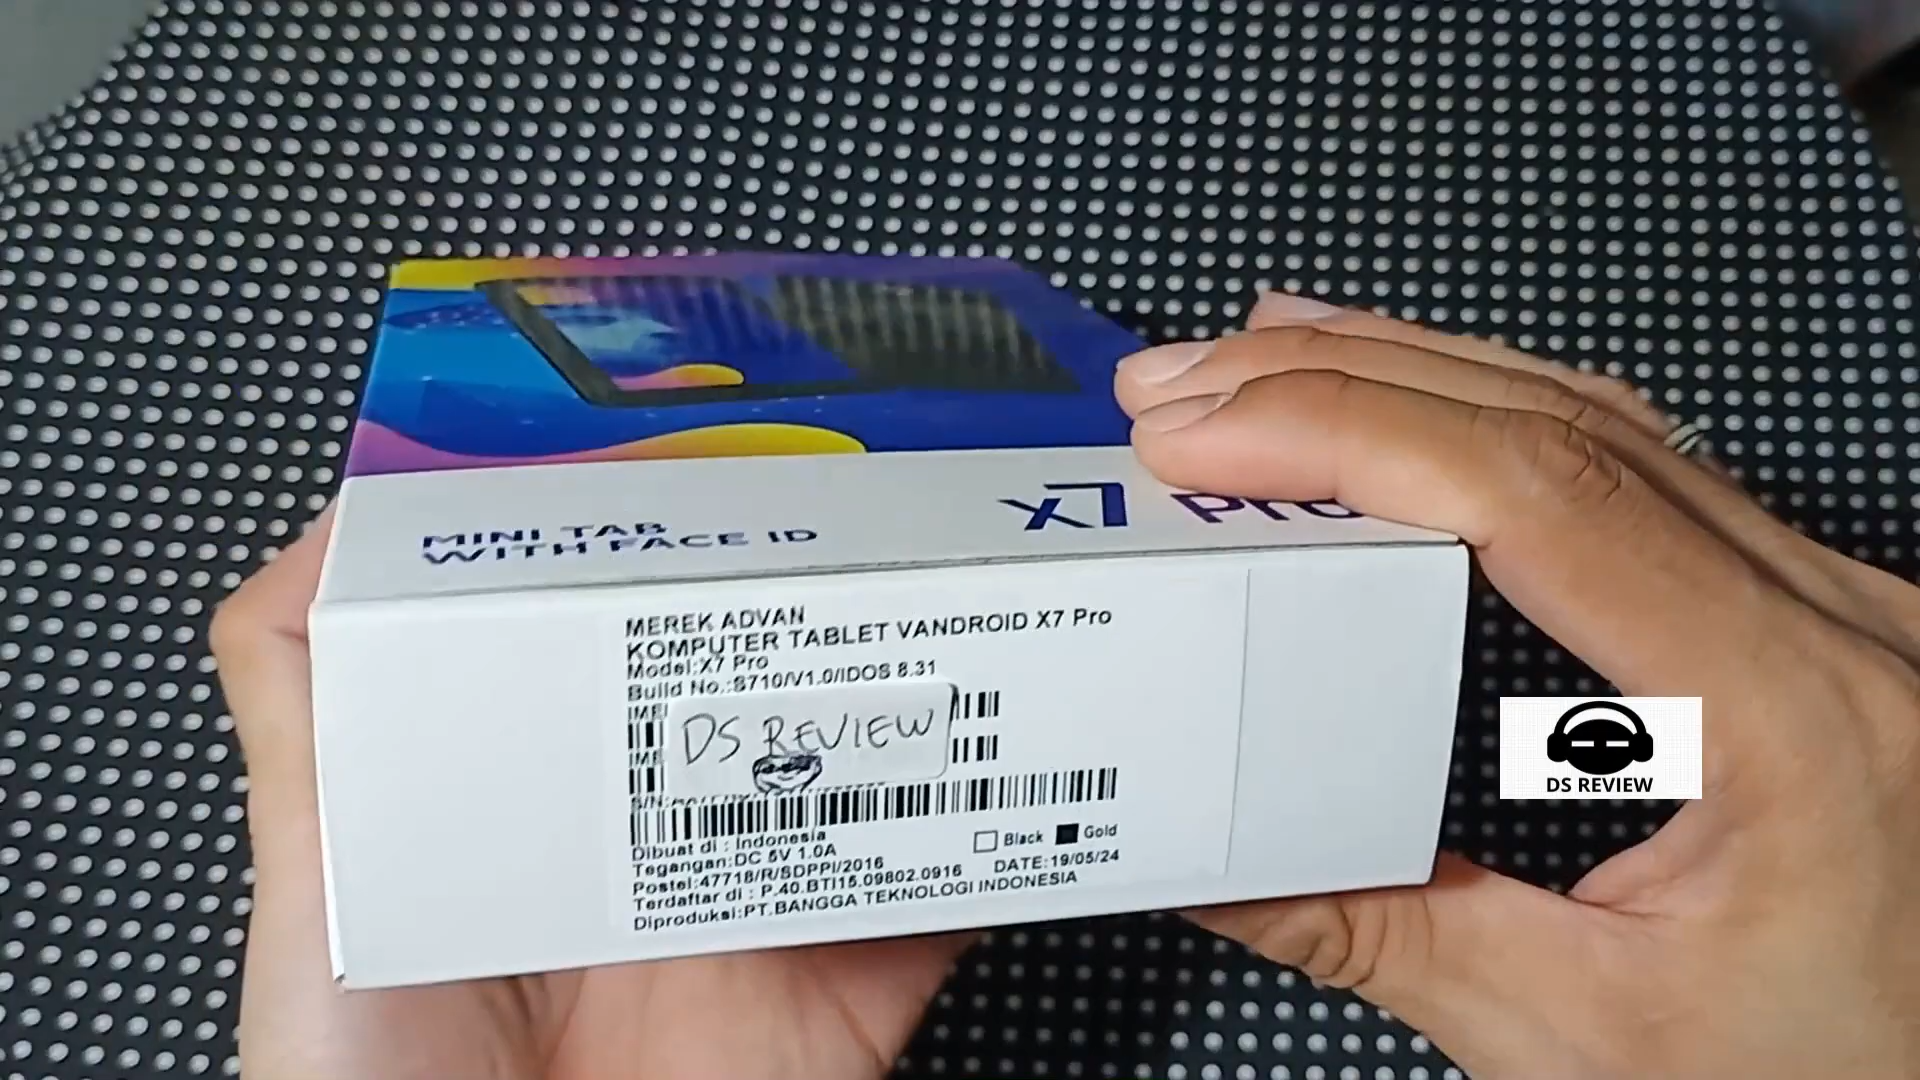 MINI TAB
WITH FACE ID
X7 Pro
MEREK ADVAN
KOMPUTER TABLET VANDROID X7 Pro
Model:X7 Pro
Build No.:S710/V1.0/IDOS 8.31
IMEI
DS REVIEW
IME
S/N:
Dibuat di : Indonesia
Black Gold
Tegangan:DC 5V 1.0A
Postel:47718/R/SDPPI/2016
DATE:19/05/24
Terdaftar di : P.40.BTI15.09802.0916
Diproduksi:PT.BANGGA TEKNOLOGI INDONESIA
DS REVIEW